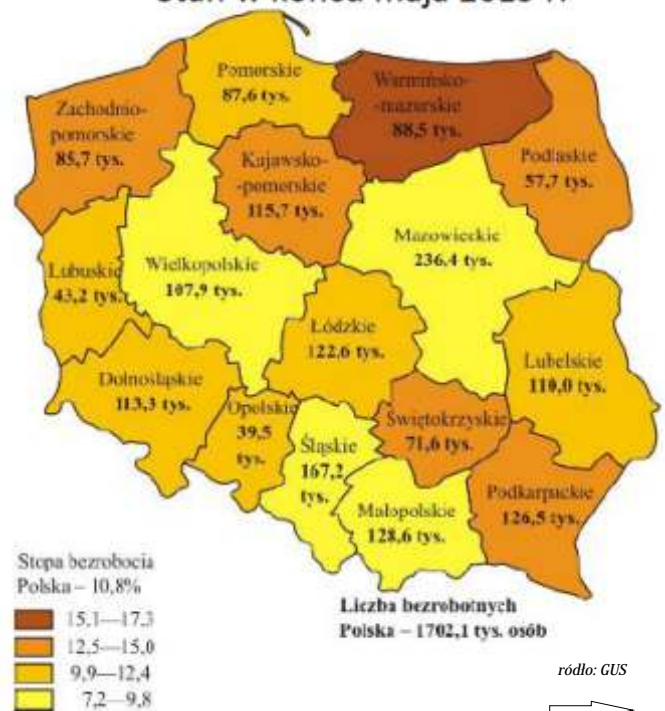 Pomorskie
87,6 tys.
Warmińsko-
-mazurskie
88,5 tys.
Zachodnio-
pomorskie
85,7 tys.
Kujawsko-
-pomorskie
115,7 tys.
Podlaskie
57,7 tys.
Mazowieckie
236,4 tys.
Lubuskie
43,2 tys.
Wielkopolskie
107,9 tys.
Łódzkie
122,6 tys.
Lubelskie
110,0 tys.
Dolnośląskie
113,3 tys.
Opolskie
39,5
tys.
Śląskie
167,2
tys.
Świętokrzyskie
71,6 tys.
Małopolskie
128,6 tys.
Podkarpackie
126,5 tys.
Stopa bezrobocia
Polska – 10,8%
15,1—17,3
12,5—15,0
9,9—12,4
7,2—9,8
Liczba bezrobotnych
Polska – 1702,1 tys. osób
ródło: GUS